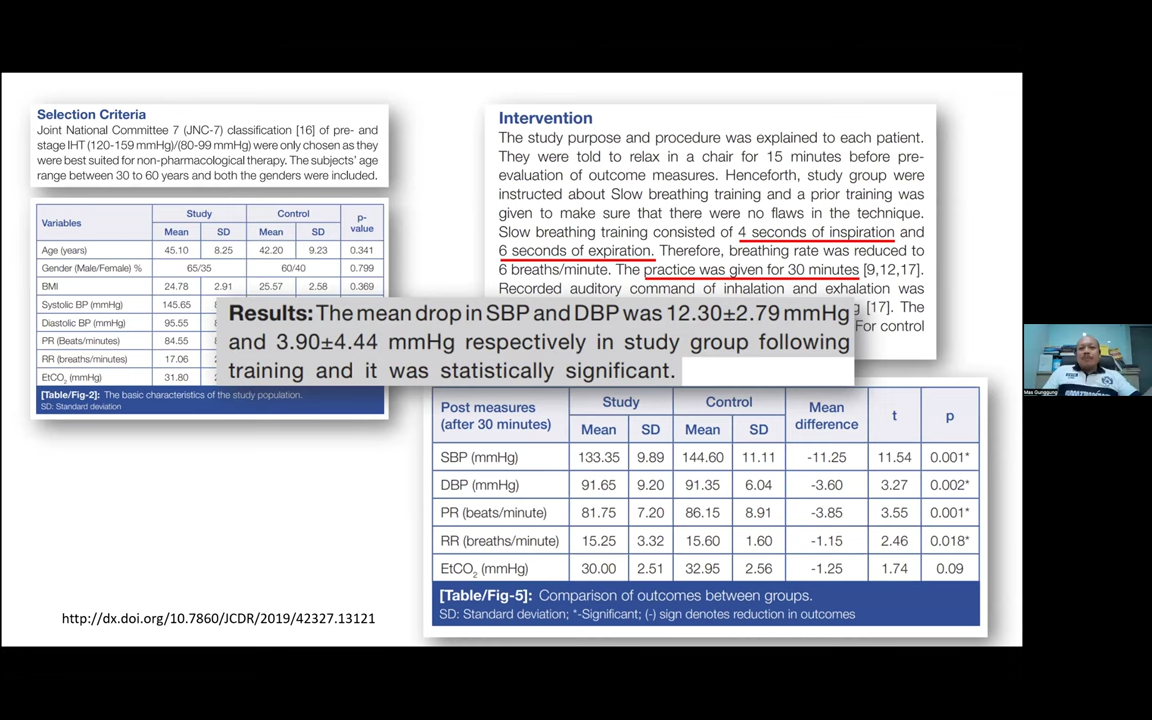 Selection Criteria
Joint National Committee 7 (JNC-7) classification [16] of pre- and
stage IHT (120-159 mmHg)/(80-99 mmHg) were only chosen as they
were best suited for non-pharmacological therapy. The subjects' age
range between 30 to 60 years and both the genders were included.
Variables Study Control p-value
Mean SD Mean SD
Age (years) 45.10 8.25 42.20 9.23 0.341
Gender (Male/Female) % 65/35 60/40 0.799
BMI 24.78 2.91 25.57 2.58 0.369
Systolic BP (mmHg) 145.65
Diastolic BP (mmHg) 95.55
PR (Beats/minute) 84.55
RR (breaths/minutes) 17.06
EtCO2 (mmHg) 31.80
[Table/Fig-2]: The basic characteristics of the study population.
SD: Standard deviation
Intervention
The study purpose and procedure was explained to each patient.
They were told to relax in a chair for 15 minutes before pre-
evaluation of outcome measures. Henceforth, study group were
instructed about Slow breathing training and a prior training was
given to make sure that there were no flaws in the technique.
Slow breathing training consisted of 4 seconds of inspiration and
6 seconds of expiration. Therefore, breathing rate was reduced to
6 breaths/minute. The practice was given for 30 minutes [9,12,17].
Recorded auditory command of inhalation and exhalation was
[17]. The
For control
Results: The mean drop in SBP and DBP was 12.30±2.79 mmHg
and 3.90±4.44 mmHg respectively in study group following
training and it was statistically significant.
Post measures (after 30 minutes) Study Control Mean difference t p
Mean SD Mean SD
SBP (mmHg) 133.35 9.89 144.60 11.11 -11.25 11.54 0.001*
DBP (mmHg) 91.65 9.20 91.35 6.04 -3.60 3.27 0.002*
PR (beats/minute) 81.75 7.20 86.15 8.91 -3.85 3.55 0.001*
RR (breaths/minute) 15.25 3.32 15.60 1.60 -1.15 2.46 0.018*
EtCO2 (mmHg) 30.00 2.51 32.95 2.56 -1.25 1.74 0.09
[Table/Fig-5]: Comparison of outcomes between groups.
SD: Standard deviation; *-Significant; (-) sign denotes reduction in outcomes
http://dx.doi.org/10.7860/JCDR/2019/42327.13121
Mas Gunggung